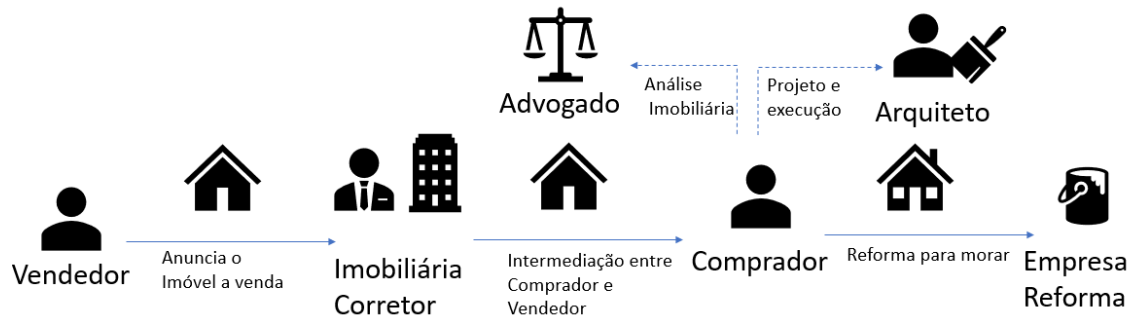 Advogado
Análise
Imobiliária
Projeto e
execução
Arquiteto
Vendedor
Anuncia o
Imóvel a venda
Imobiliária
Corretor
Intermediação entre
Comprador e
Vendedor
Comprador
Reforma para morar
Empresa
Reforma